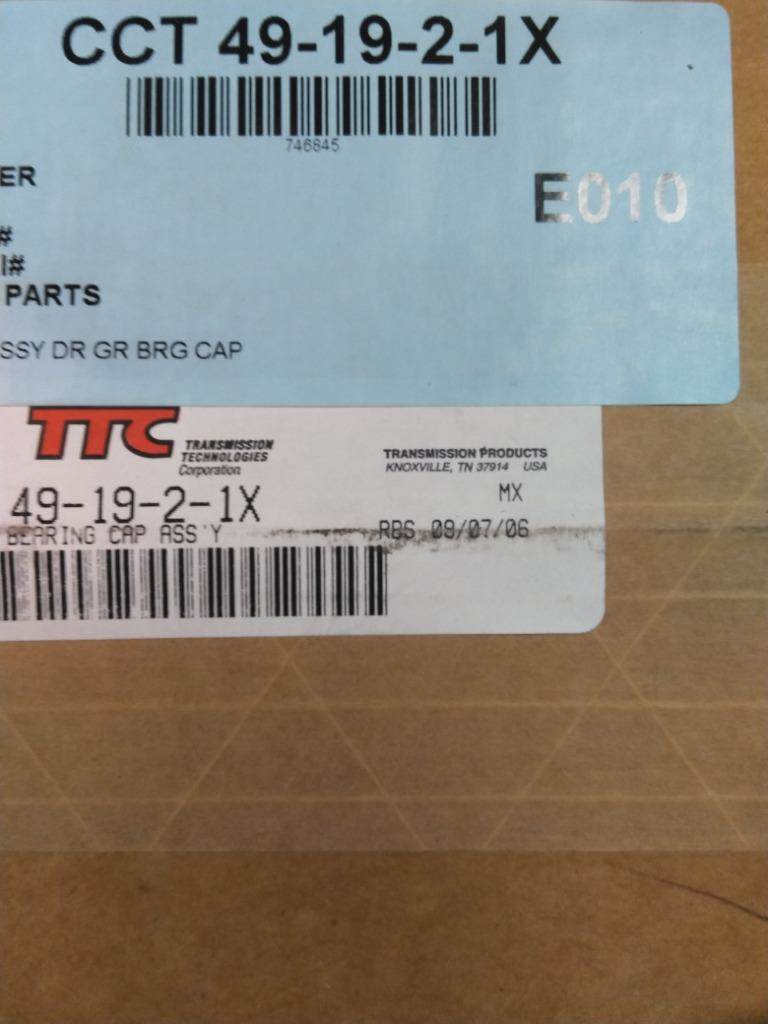 CCT 49-19-2-1X
746845
ER
E010
#
I#
PARTS
SSY DR GR BRG CAP
TTC
TRANSMISSION
TECHNOLOGIES
Corporation
TRANSMISSION PRODUCTS
KNOXVILLE, TN 37914 USA
49-19-2-1X
MX
BEARING CAP ASS'Y
RBS 09/07/06